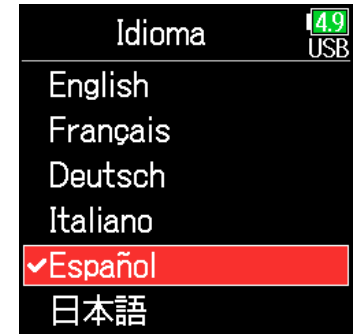 Idioma
4.9
USB
English
Français
Deutsch
Italiano
Español
日本語